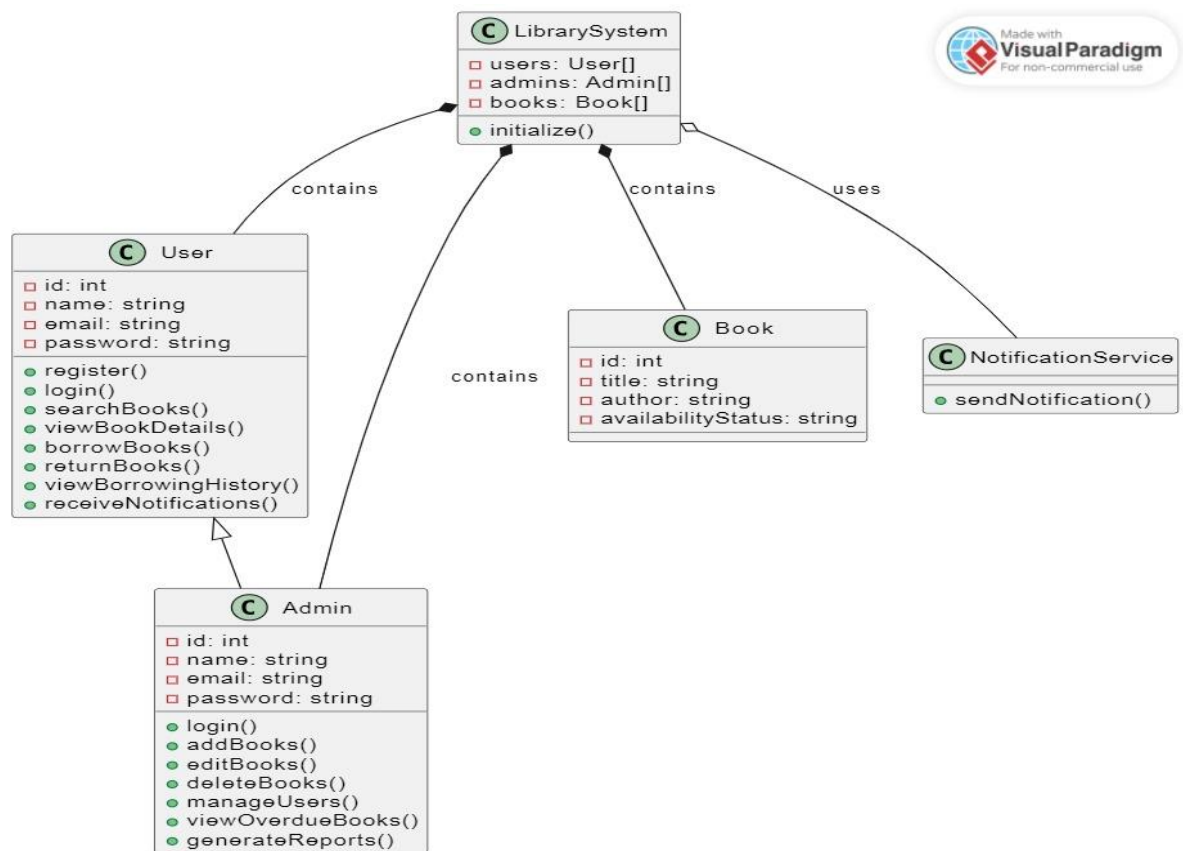 LibrarySystem
users: User[]
admins: Admin[]
books: Book[]
initialize()
Made with
VisualParadigm
For non-commercial use
contains
contains
uses
C User
id: int
name: string
email: string
password: string
register()
login()
searchBooks()
viewBookDetails()
borrowBooks()
returnBooks()
viewBorrowingHistory()
receiveNotifications()
contains
C Book
id: int
title: string
author: string
availabilityStatus: string
C NotificationService
sendNotification()
C Admin
id: int
name: string
email: string
password: string
login()
addBooks()
editBooks()
deleteBooks()
manageUsers()
viewOverdueBooks()
generateReports()